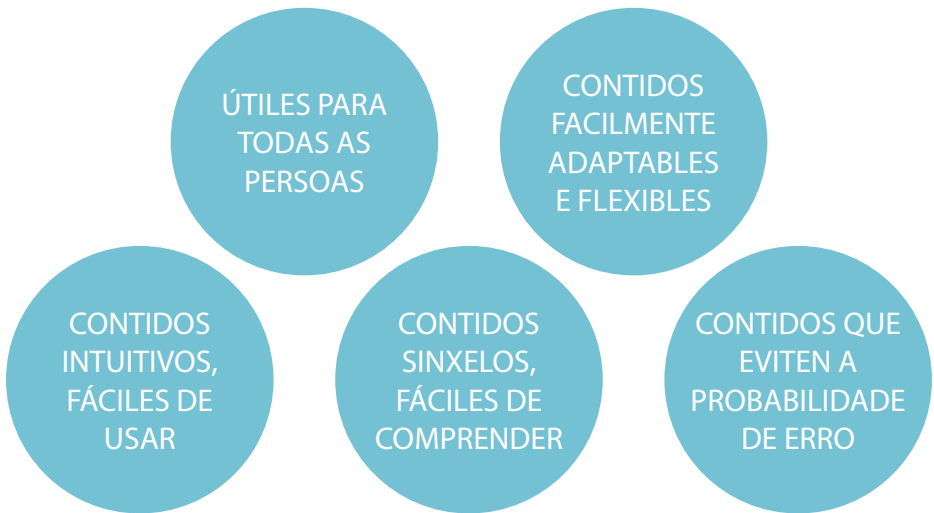 ÚTILES PARA
TODAS AS
PERSOAS
CONTIDOS
FACILMENTE
ADAPTABLES
E FLEXIBLES
CONTIDOS
INTUITIVOS,
FÁCILES DE
USAR
CONTIDOS
SINXELOS,
FÁCILES DE
COMPRENDER
CONTIDOS QUE
EVITEN A
PROBABILIDADE
DE ERRO